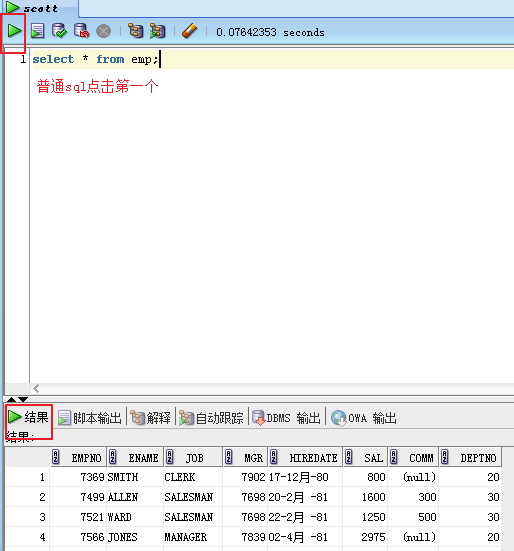 scott
0.07642353 seconds
1 select * from emp;
普通sql点击第一个
结果 脚本输出 解释 自动跟踪 DBMS 输出 OWA 输出
结果:
EMPNO ENAME JOB MGR HIREDATE SAL COMM DEPTNO
1 7369 SMITH CLERK 7902 17-12月-80 800 (null) 20
2 7499 ALLEN SALESMAN 7698 20-2月 -81 1600 300 30
3 7521 WARD SALESMAN 7698 22-2月 -81 1250 500 30
4 7566 JONES MANAGER 7839 02-4月 -81 2975 (null) 20